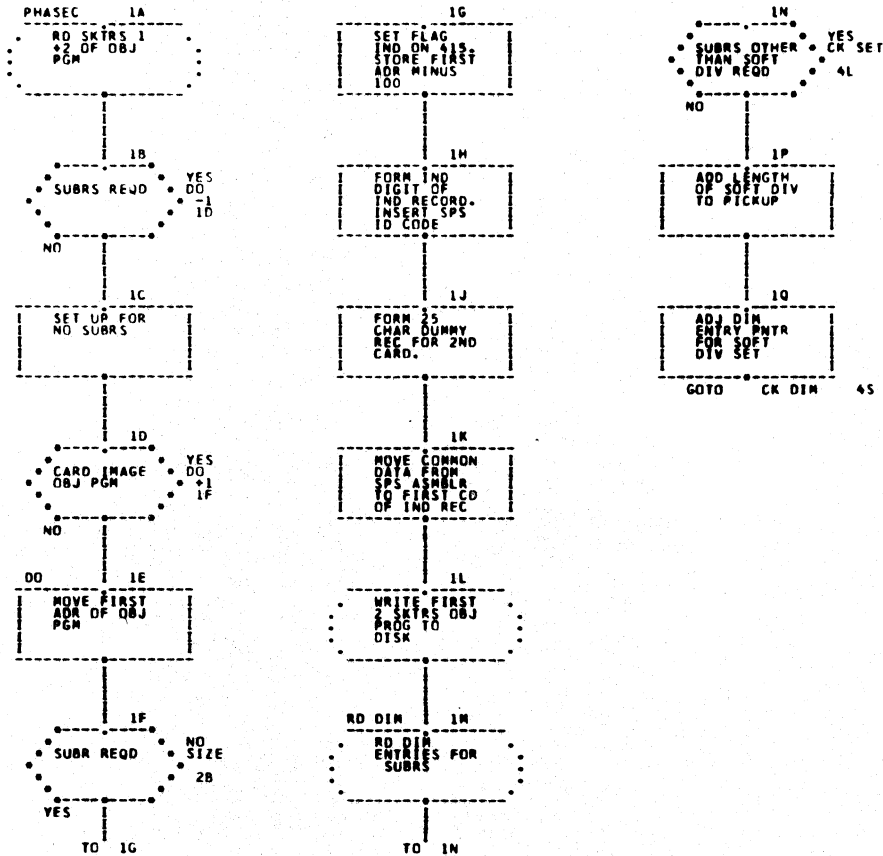 PHASEC 1A
RD SKTRS 1
+2 OF OBJ
PGM
1B
SUBRS REQD
YES
DO
-1
1D
NO
1C
SET UP FOR
NO SUBRS
1D
CARD IMAGE
OBJ PGM
YES
DO
+1
1F
NO
DO 1E
MOVE FIRST
ADR OF OBJ
PGM
1F
SUBR REQD
NO
SIZE
2B
YES
TO 1G
1G
SET FLAG
IND ON 415.
STORE FIRST
ADR MINUS
100
1H
FORM IND
DIGIT OF
IND RECORD.
INSERT SPS
ID CODE
1J
FORM 25
CHAR DUMMY
REC FOR 2ND
CARD.
1K
MOVE COMMON
DATA FROM
SPS ASMBLR
TO FIRST CD
OF IND REC
1L
WRITE FIRST
2 SKTRS OBJ
PROG TO
DISK
RD DIM 1M
RD DIM
ENTRIES FOR
SUBRS
TO 1N
1N
SUBRS OTHER
THAN SOFT
DIV REQD
YES
CK SET
4L
NO
1P
ADD LENGTH
OF SOFT DIV
TO PICKUP
1Q
ADJ DIM
ENTRY PNTR
FOR SOFT
DIV SET
GOTO CK DIM 4S